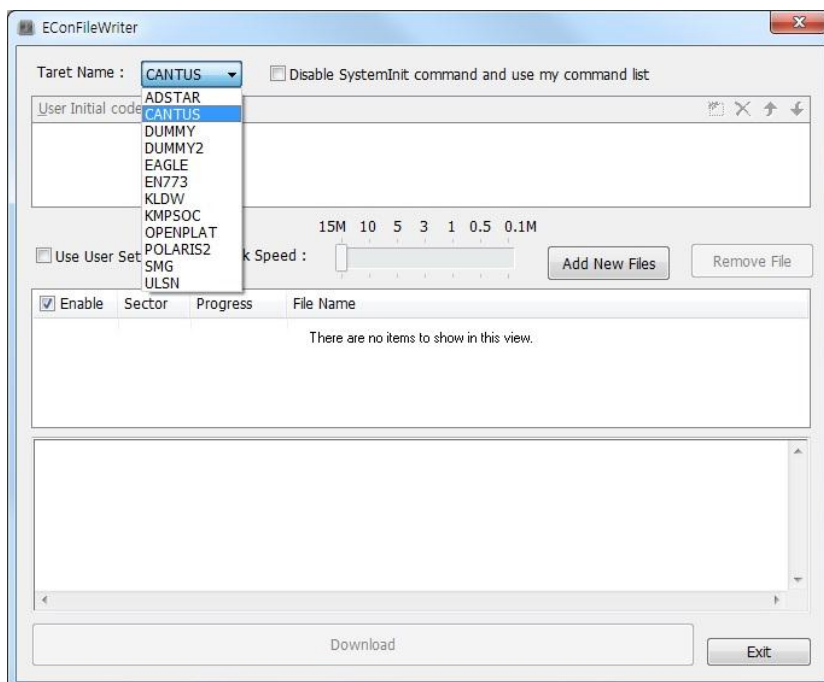 EConFileWriter
Taret Name : CANTUS Disable SystemInit command and use my command list
ADSTAR
User Initial code
CANTUS
DUMMY
DUMMY2
EAGLE
EN773
KLDW
KMPSOC
OPENPLAT
POLARIS2
SMG
ULSN
15M 10 5 3 1 0.5 0.1M
Use User Set k Speed :
Add New Files Remove File
Enable Sector Progress File Name
There are no items to show in this view.
Download
Exit